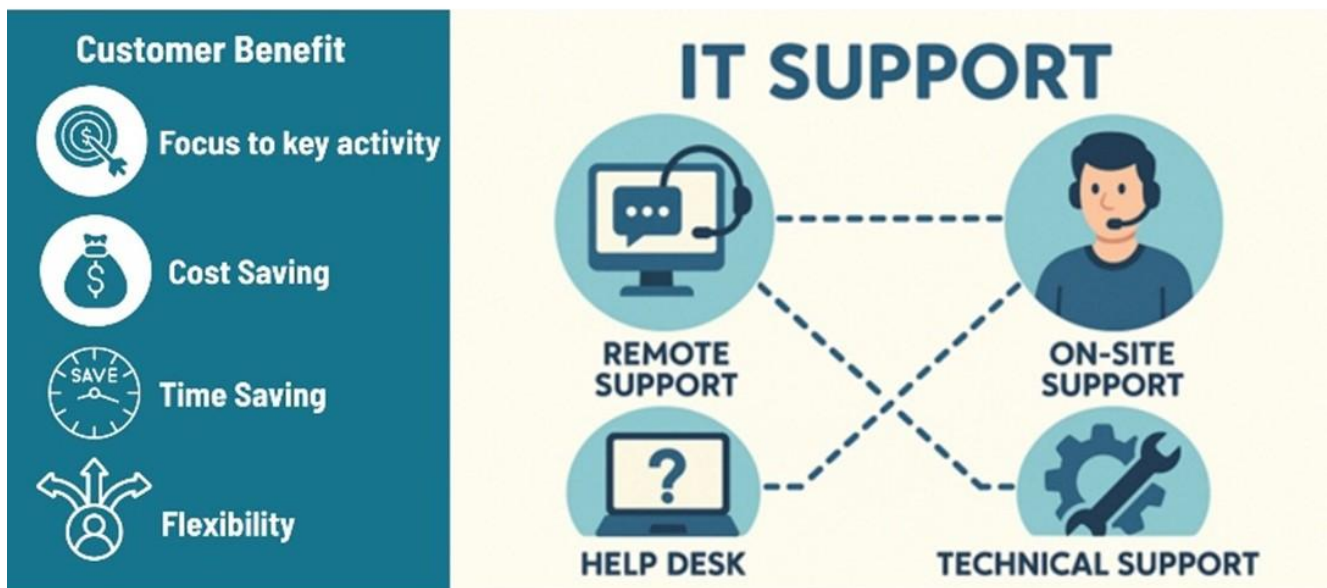 Customer Benefit
Focus to key activity
$
Cost Saving
$
SAVE
Time Saving
Flexibility
IT SUPPORT
REMOTE
SUPPORT
ON-SITE
SUPPORT
?
HELP DESK
TECHNICAL SUPPORT